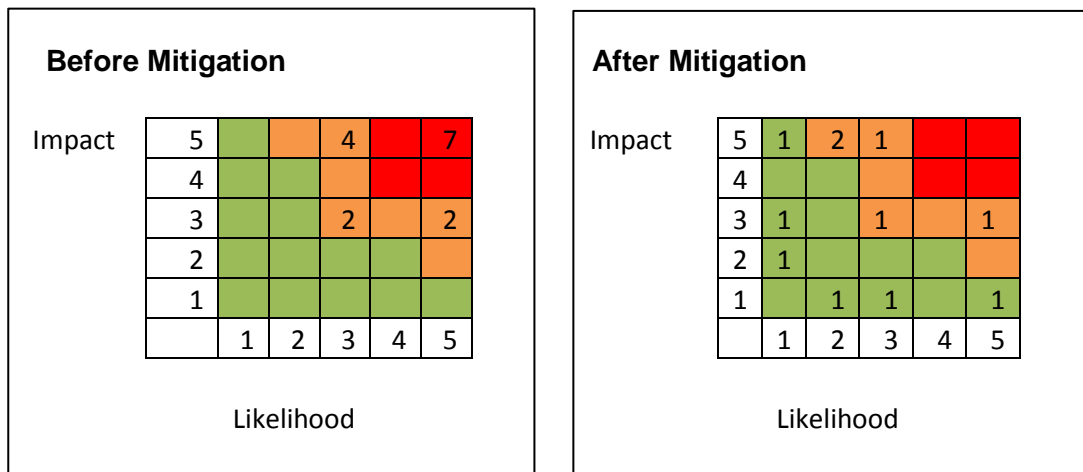 Before Mitigation
Impact 5 4 7
4
3 2 2
2
1
1 2 3 4 5
Likelihood
After Mitigation
Impact 5 1 2 1
4
3 1 1 1
2 1
1 1 1 1
1 2 3 4 5
Likelihood